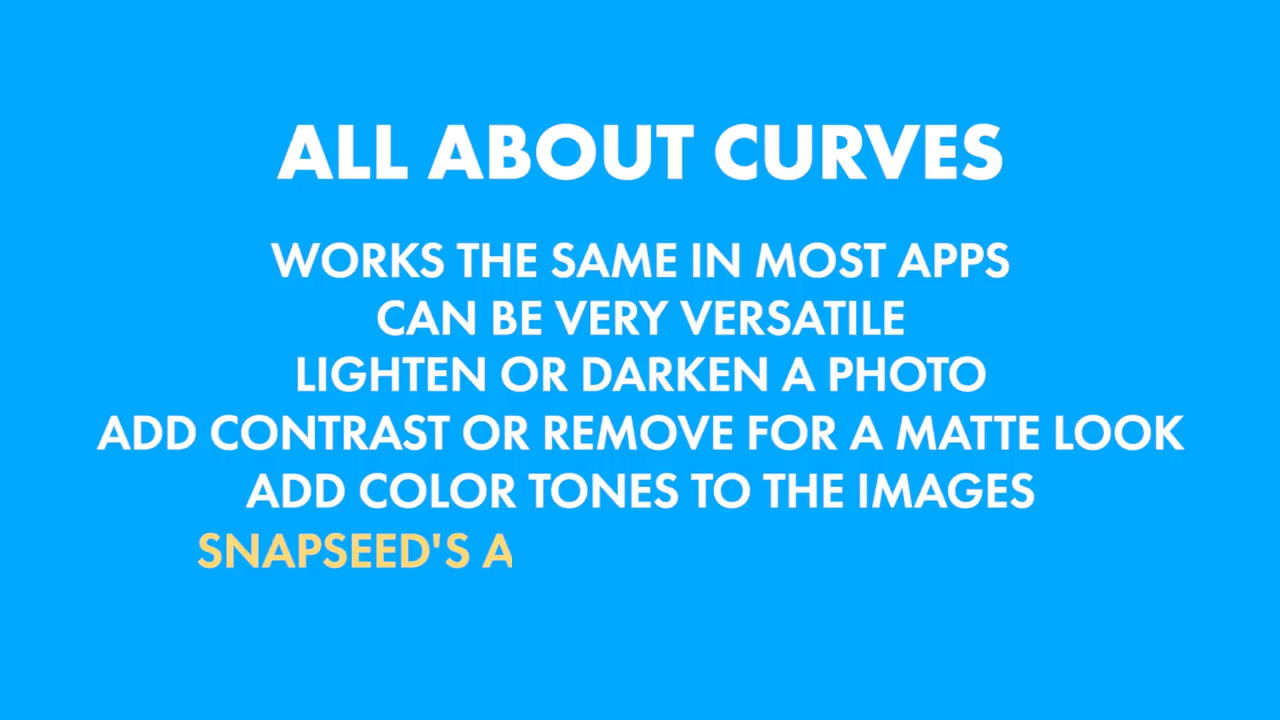 ALL ABOUT CURVES
WORKS THE SAME IN MOST APPS
CAN BE VERY VERSATILE
LIGHTEN OR DARKEN A PHOTO
ADD CONTRAST OR REMOVE FOR A MATTE LOOK
ADD COLOR TONES TO THE IMAGES
SNAPSEED'S A